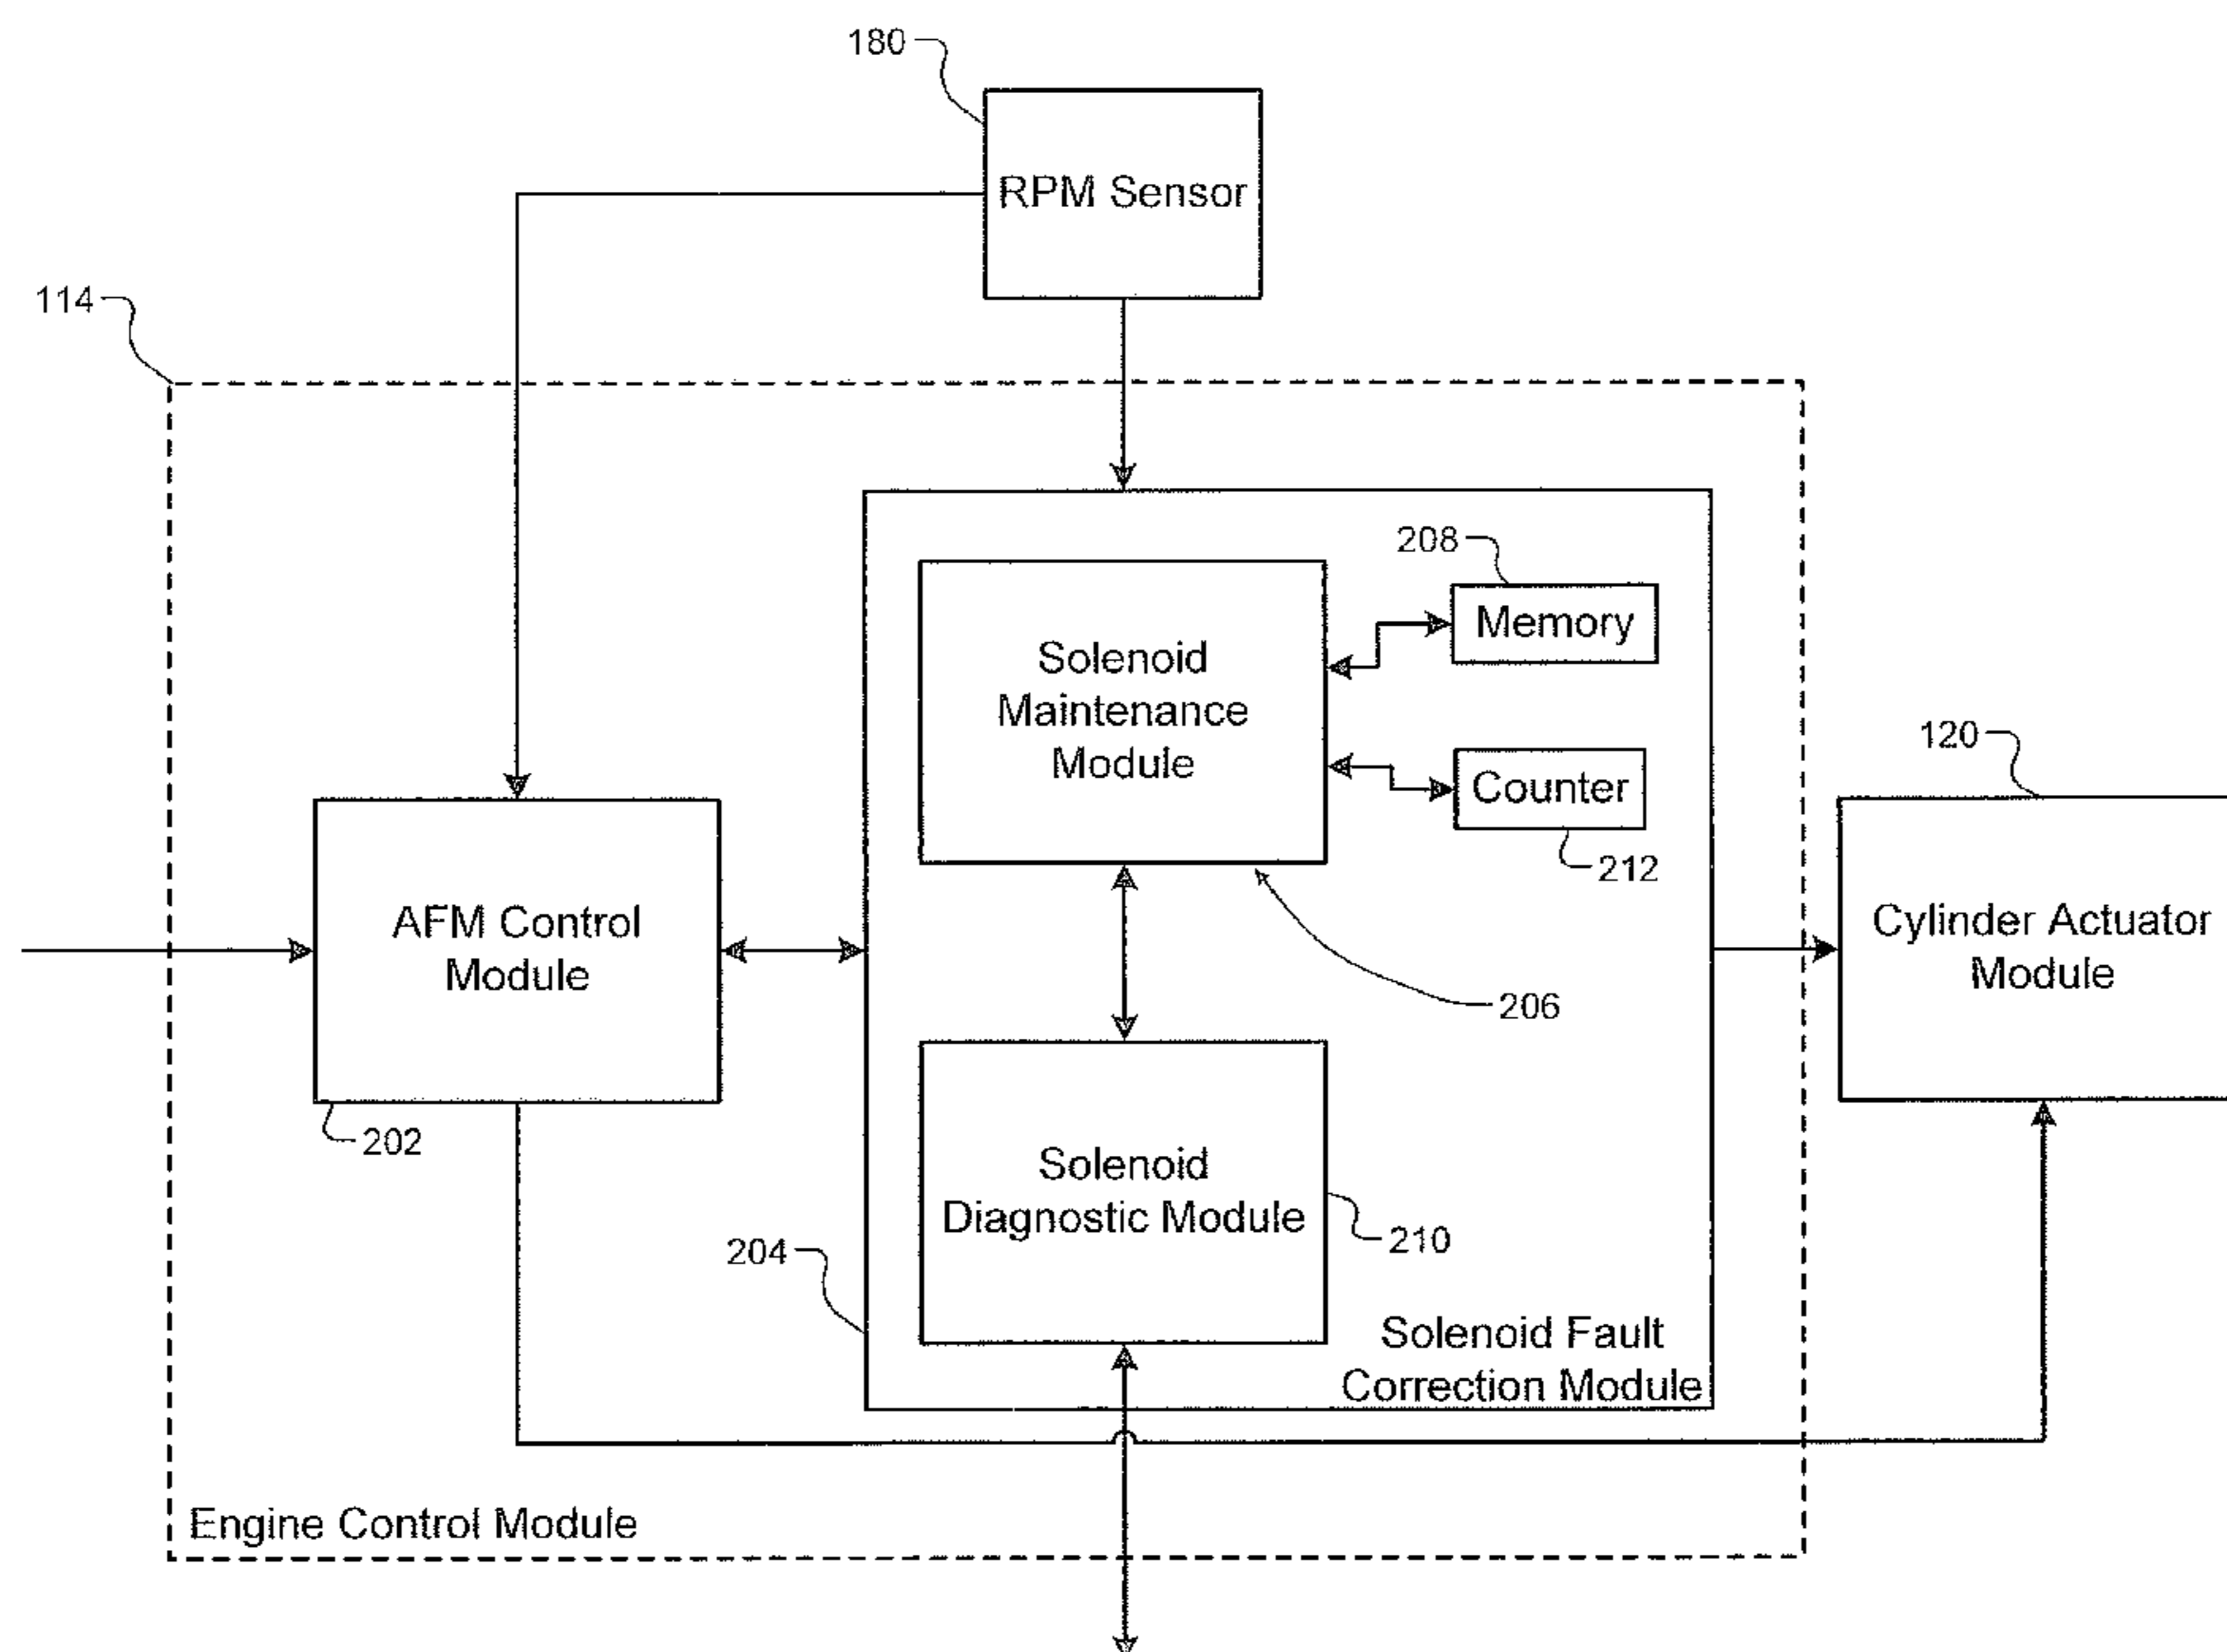 180
RPM Sensor
114
208
Memory
Solenoid
Maintenance
Module
120
Counter
212
AFM Control
Module
Cylinder Actuator
Module
206
202
Solenoid
Diagnostic Module
210
204
Solenoid Fault
Correction Module
Engine Control Module